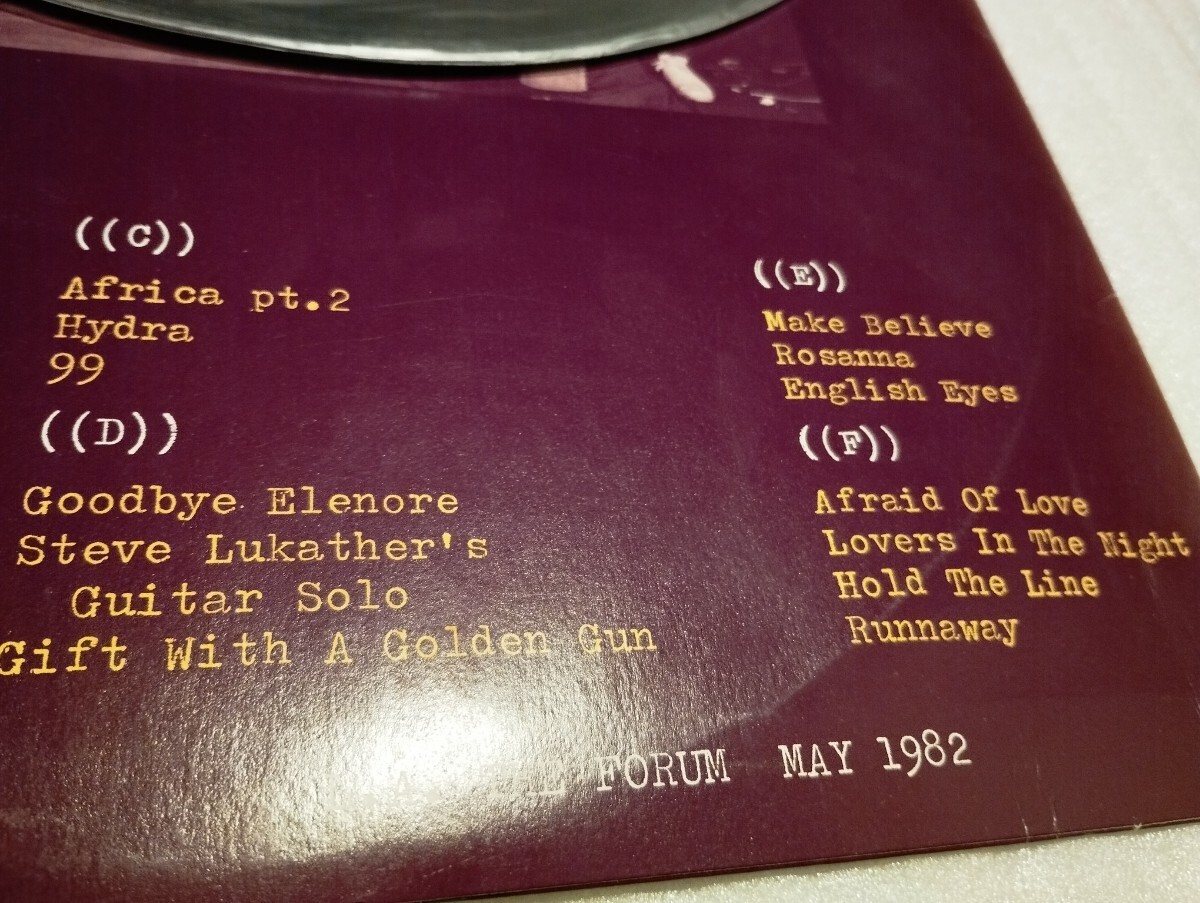 ((C))
Africa pt.2
Hydra
99
((D))
Goodbye Elenore
Steve Lukather's
Guitar Solo
Gift With A Golden Gun
((E))
Make Believe
Rosanna
English Eyes
((F))
Afraid Of Love
Lovers In The Night
Hold The Line
Runnaway
FORUM MAY 1982